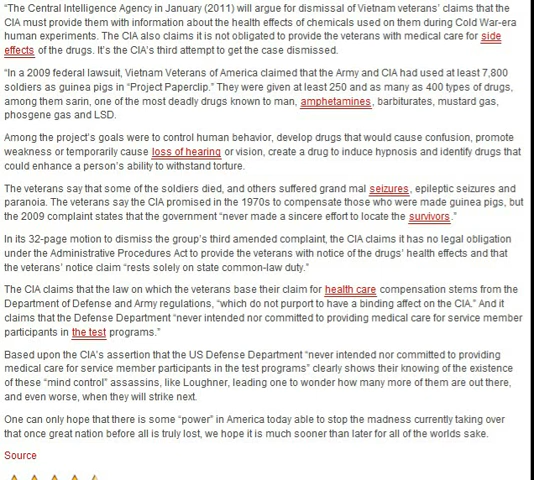 “The Central Intelligence Agency in January (2011) will argue for dismissal of Vietnam veterans’ claims that the
CIA must provide them with information about the health effects of chemicals used on them during Cold War-era
human experiments. The CIA also claims it is not obligated to provide the veterans with medical care for side
effects of the drugs. It’s the CIA’s third attempt to get the case dismissed.
“In a 2009 federal lawsuit, Vietnam Veterans of America claimed that the Army and CIA had used at least 7,800
soldiers as guinea pigs in “Project Paperclip.” They were given at least 250 and as many as 400 types of drugs,
among them sarin, one of the most deadly drugs known to man, amphetamines, barbiturates, mustard gas,
phosgene gas and LSD.
Among the project’s goals were to control human behavior, develop drugs that would cause confusion, promote
weakness or temporarily cause loss of hearing or vision, create a drug to induce hypnosis and identify drugs that
could enhance a person’s ability to withstand torture.
The veterans say that some of the soldiers died, and others suffered grand mal seizures, epileptic seizures and
paranoia. The veterans say the CIA promised in the 1970s to compensate those who were made guinea pigs, but
the 2009 complaint states that the government “never made a sincere effort to locate the survivors.”
In its 32-page motion to dismiss the group’s third amended complaint, the CIA claims it has no legal obligation
under the Administrative Procedures Act to provide the veterans with notice of the drugs’ health effects and that
the veterans’ notice claim “rests solely on state common-law duty.”
The CIA claims that the law on which the veterans base their claim for health care compensation stems from the
Department of Defense and Army regulations, “which do not purport to have a binding affect on the CIA.” And it
claims that the Defense Department “never intended nor committed to providing medical care for service member
participants in the test programs.”
Based upon the CIA’s assertion that the US Defense Department “never intended nor committed to providing
medical care for service member participants in the test programs” clearly shows their knowing of the existence
of these “mind control” assassins, like Loughner, leading one to wonder how many more of them are out there,
and even worse, when they will strike next.
One can only hope that there is some “power” in America today able to stop the madness currently taking over
that once great nation before all is truly lost, we hope it is much sooner than later for all of the worlds sake.
Source